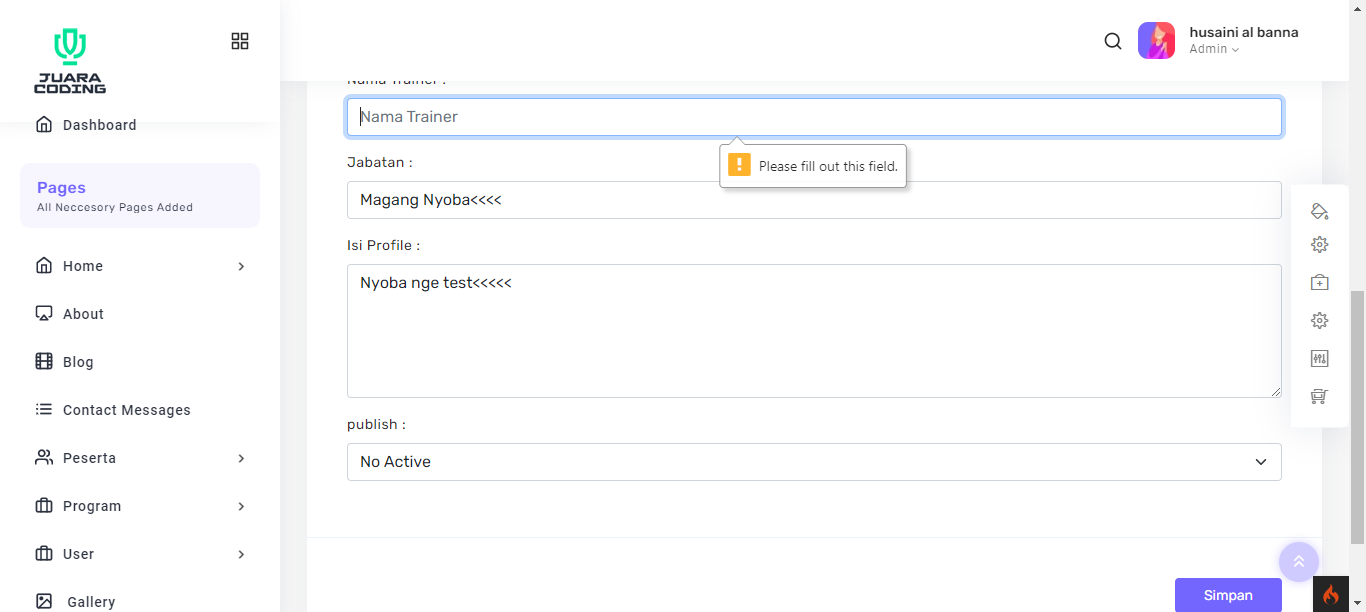 JUARA
CODING
husaini al banna
Admin
Dashboard
Pages
All Neccesory Pages Added
Home
About
Blog
Contact Messages
Peserta
Program
User
Gallery
Nama Trainer :
Nama Trainer
Please fill out this field.
Jabatan :
Magang Nyoba<<<<
Isi Profile :
Nyoba nge test<<<<<
publish :
No Active
Simpan